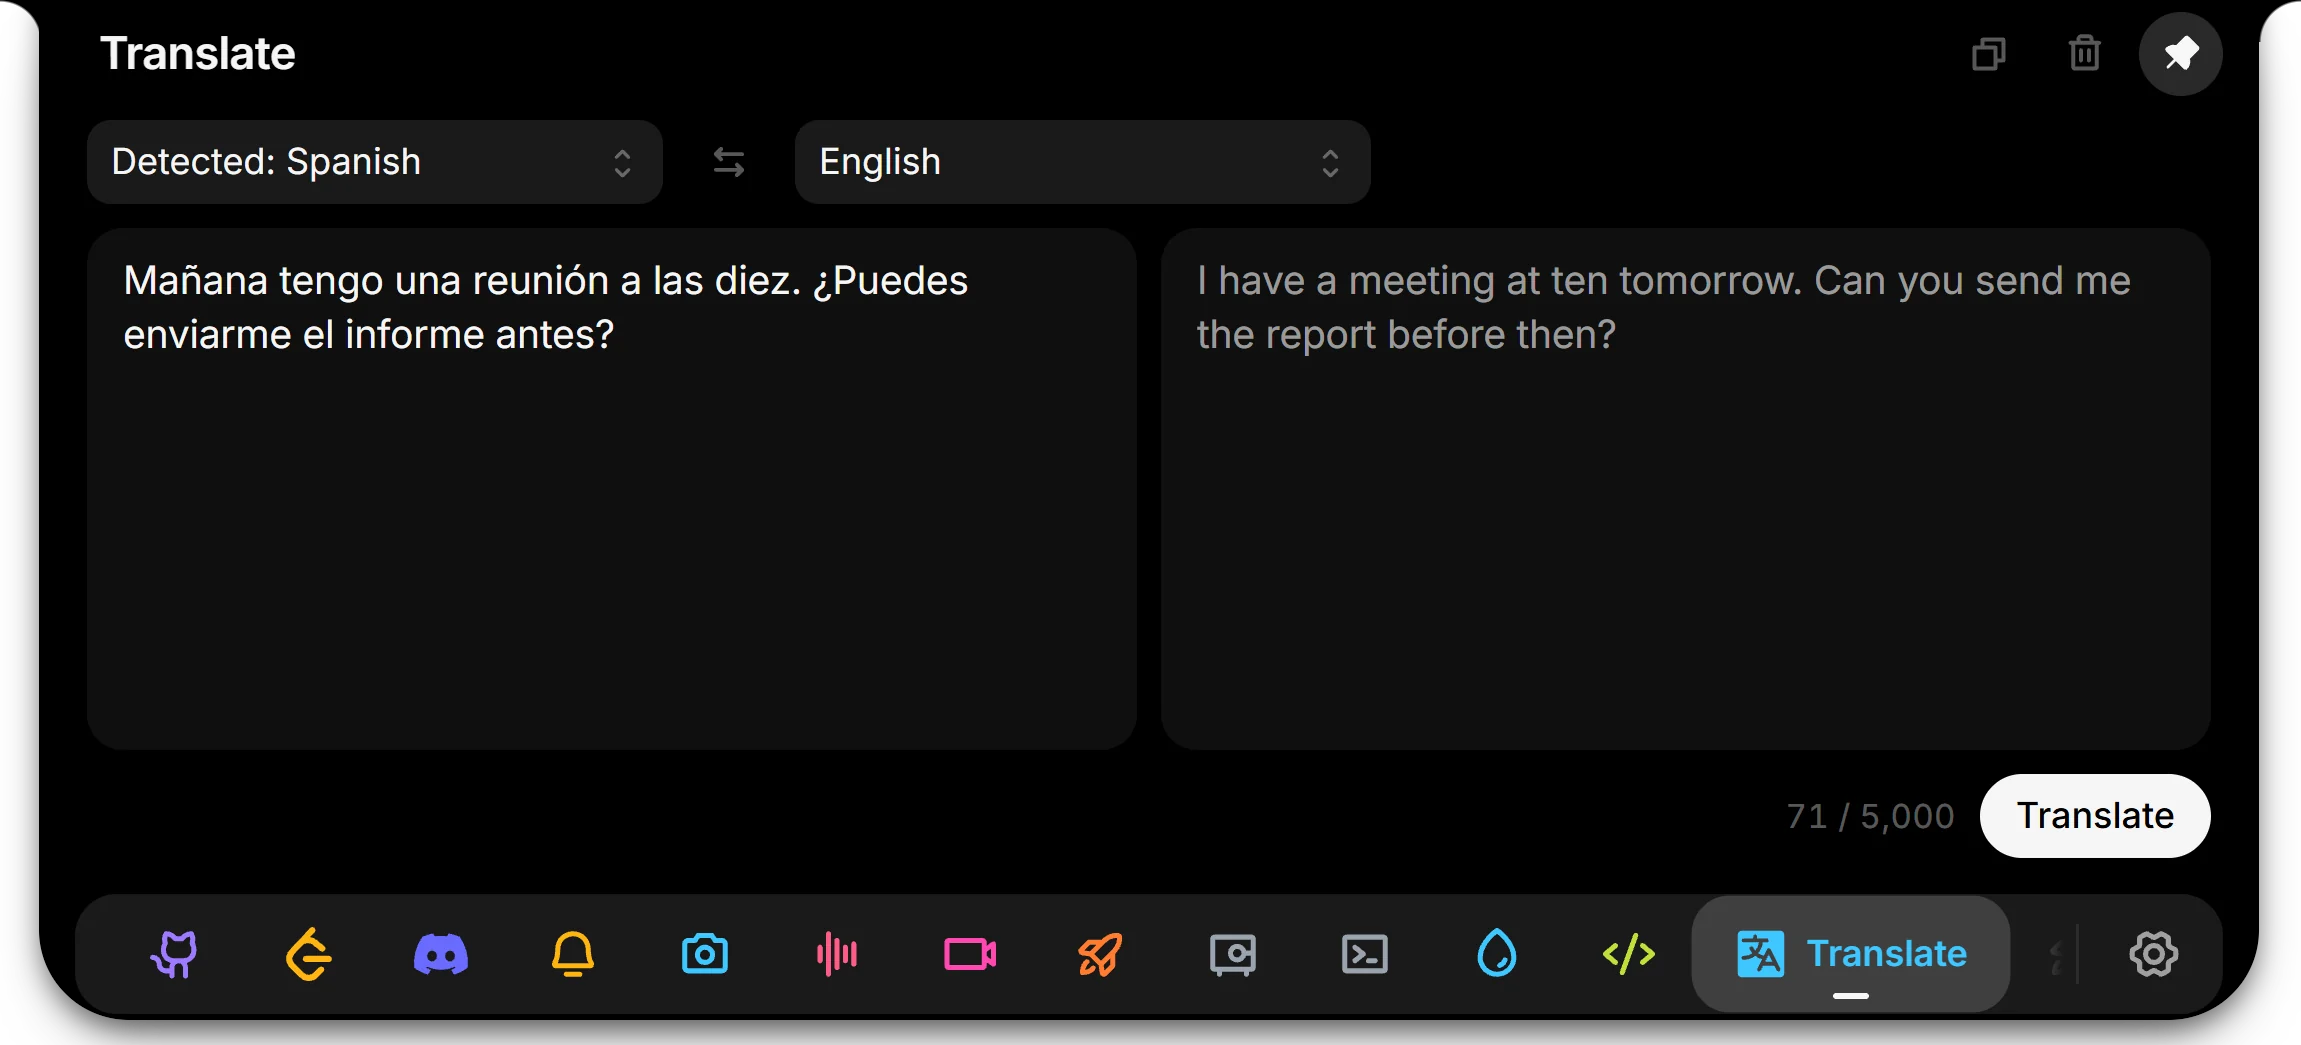 Translate
Detected: Spanish
English
Mañana tengo una reunión a las diez. ¿Puedes
enviarme el informe antes?
I have a meeting at ten tomorrow. Can you send me
the report before then?
71 / 5,000
Translate
Translate